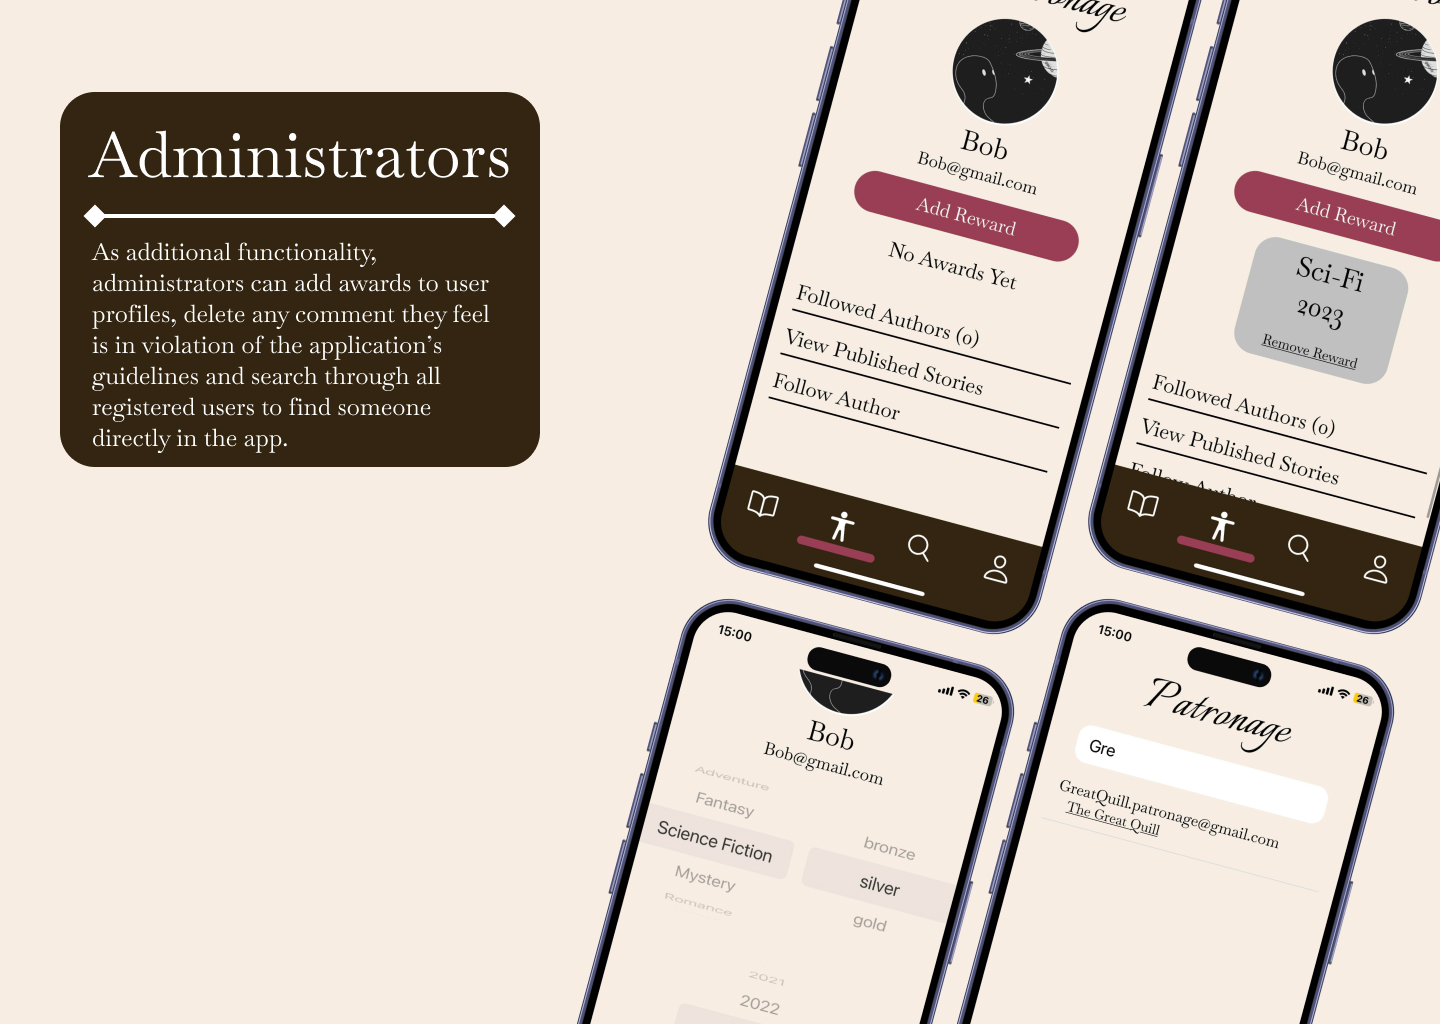 Administrators
As additional functionality,
administrators can add awards to user
profiles, delete any comment they feel
is in violation of the application's
guidelines and search through all
registered users to find someone
directly in the app.
Bob
Bob@gmail.com
Add Reward
No Awards Yet
Followed Authors (0)
View Published Stories
Follow Author
Bob
Bob@gmail.com
Add Reward
Sci-Fi
2023
Remove Reward
Followed Authors (0)
View Published Stories
Follow Author
15:00
26
Bob
Bob@gmail.com
Adventure
Fantasy
Science Fiction
Mystery
Romance
bronze
silver
gold
2021
2022
15:00
26
Patronage
Gre
GreatQuill.patronage@gmail.com
The Great Quill